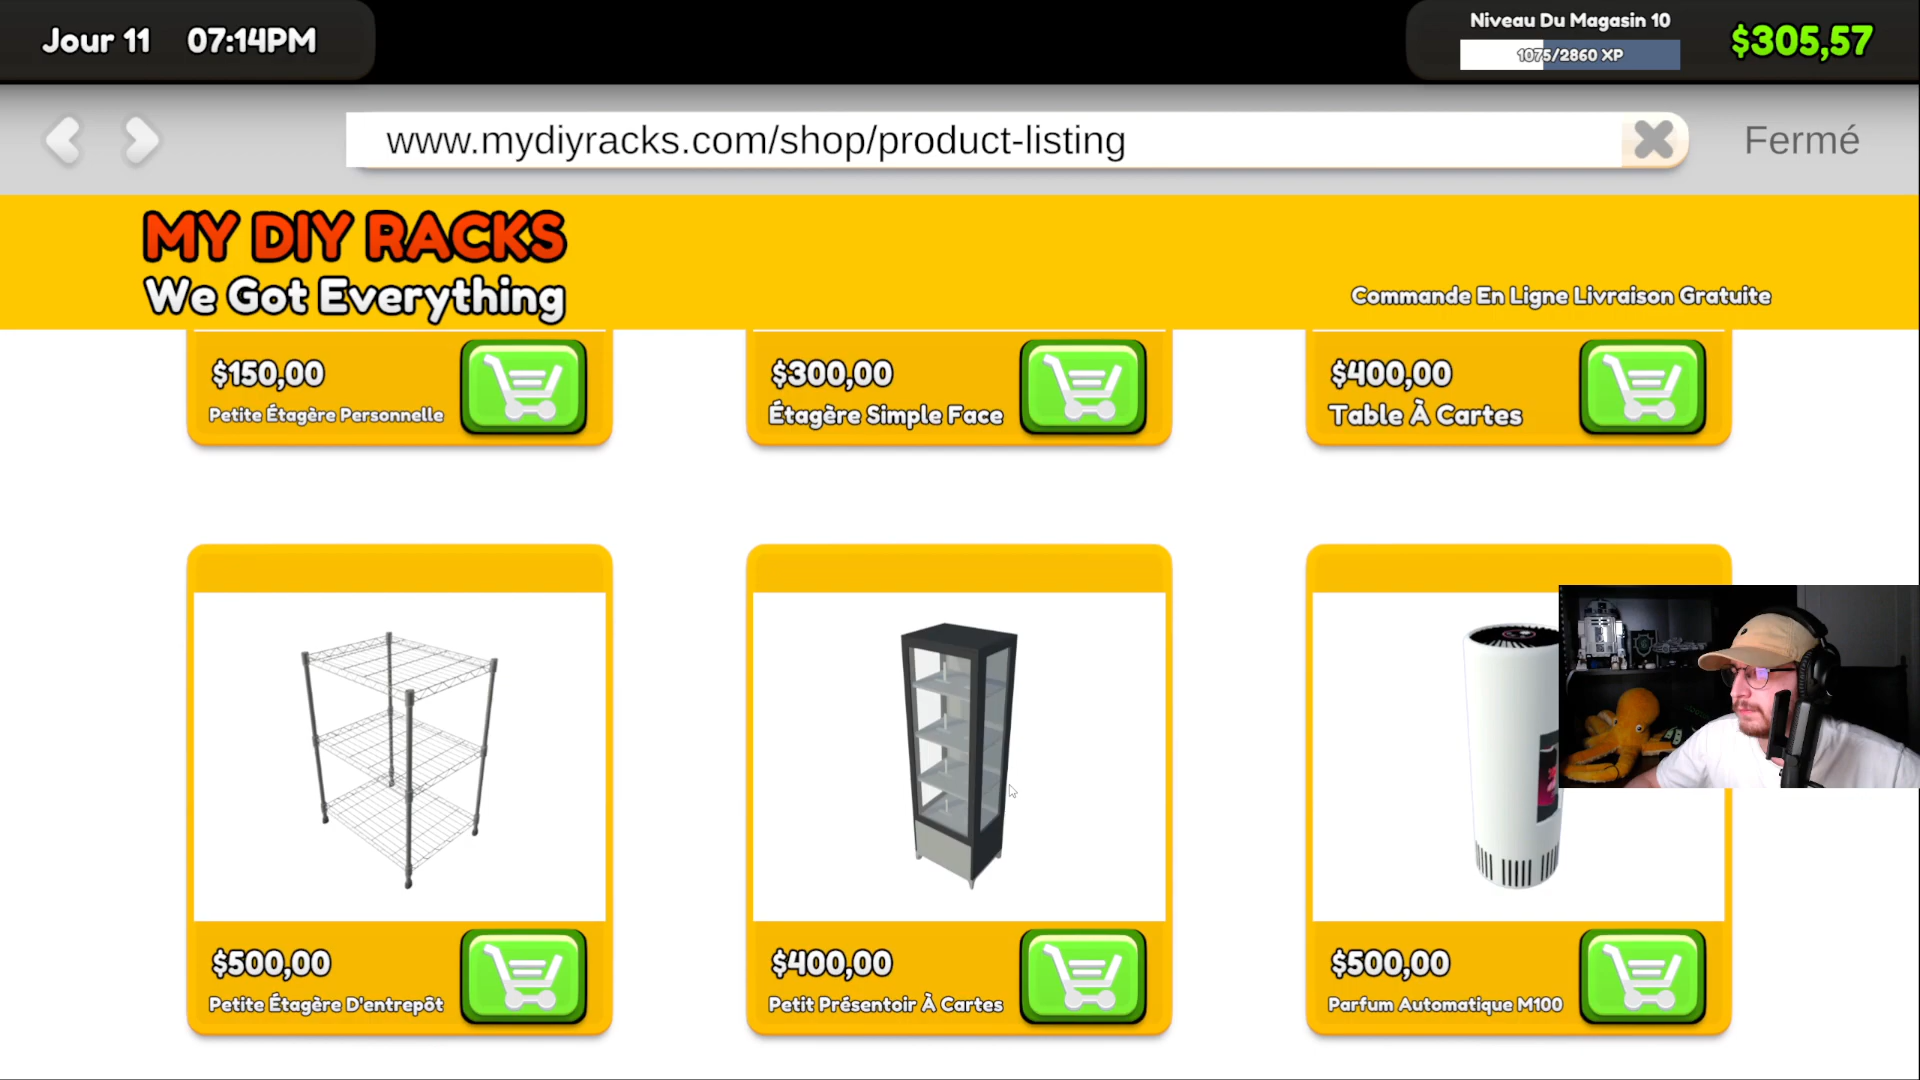 Jour 11 07:14PM
Niveau Du Magasin 10
1075/2860 XP
$305,57
www.mydiyracks.com/shop/product-listing
Fermé
MY DIY RACKS
We Got Everything
Commande En Ligne Livraison Gratuite
$150,00
Petite Étagère Personnelle
$300,00
Étagère Simple Face
$400,00
Table À Cartes
$500,00
Petite Étagère D'entrepôt
$400,00
Petit Présentoir À Cartes
$500,00
Parfum Automatique M100